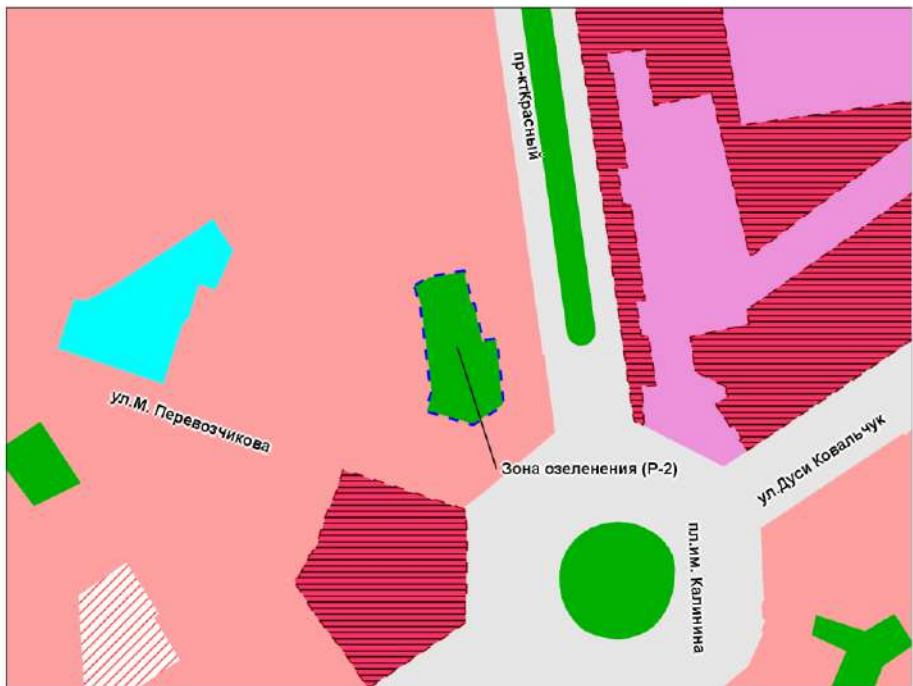 пр-ктКрасный
ул.М. Перевозчикова
ул.Дуси Ковальчук
Зона озеленения (Р-2)
пл.им. Калинина